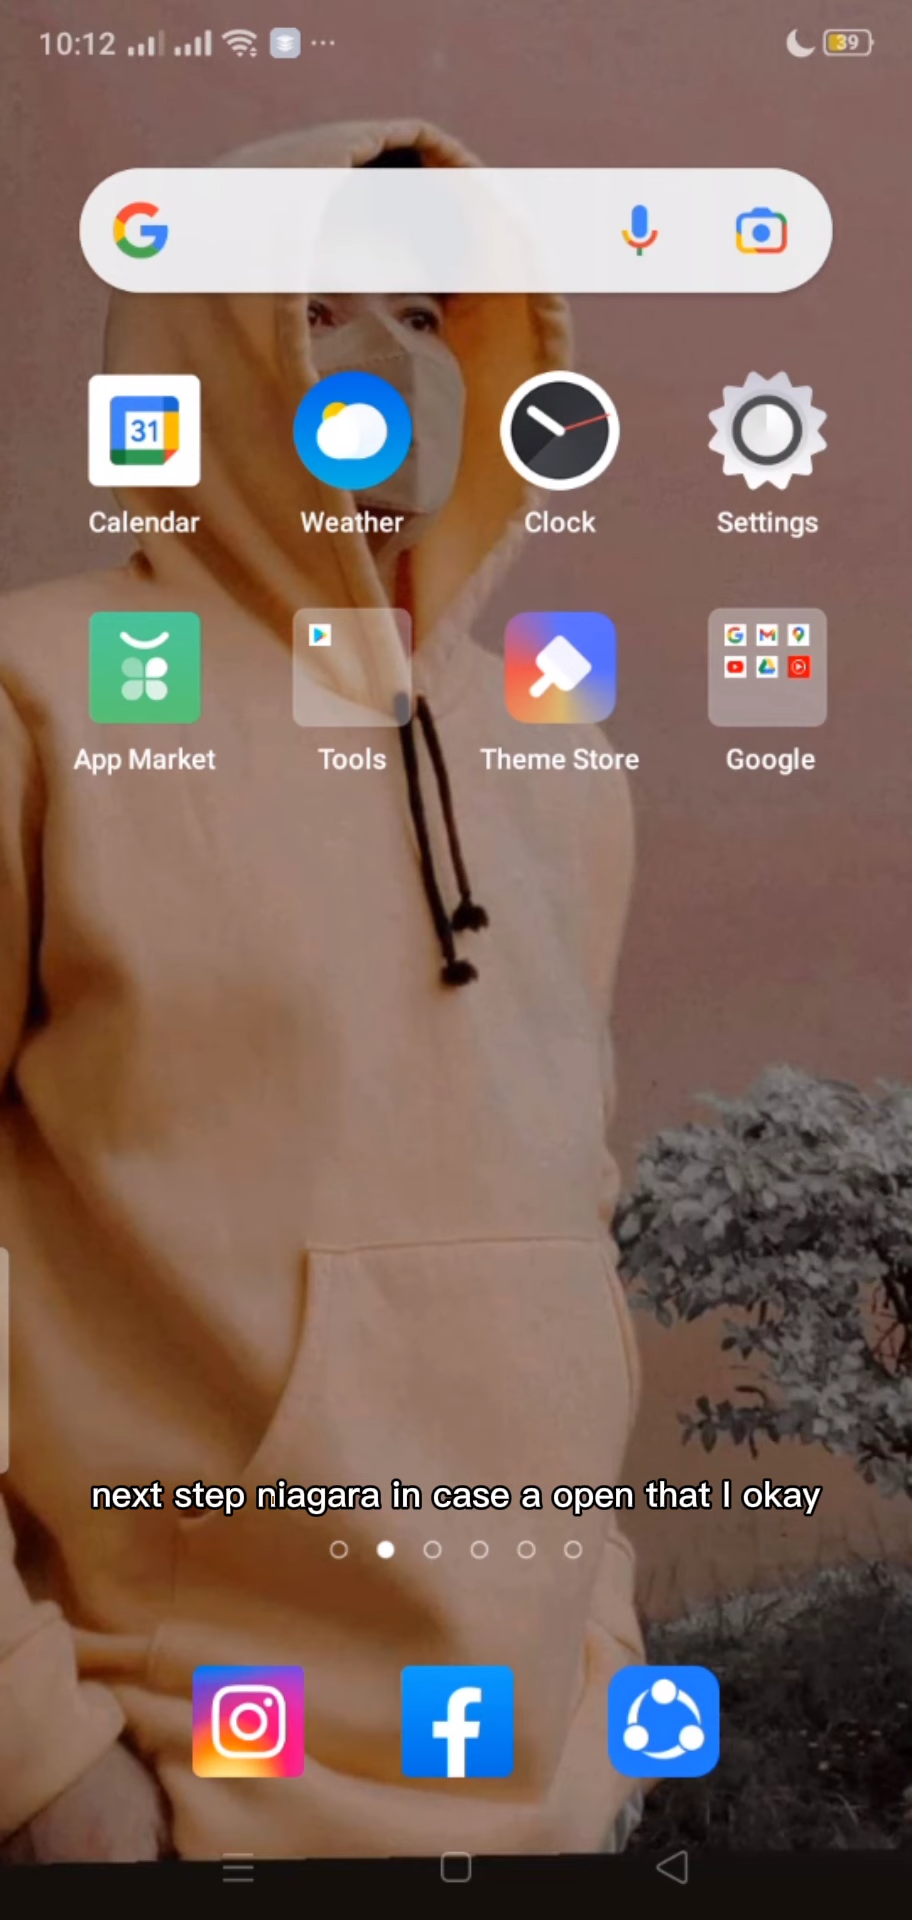 10:12
39
31
Calendar Weather Clock Settings
App Market Tools Theme Store Google
next step niagara in case a open that I okay